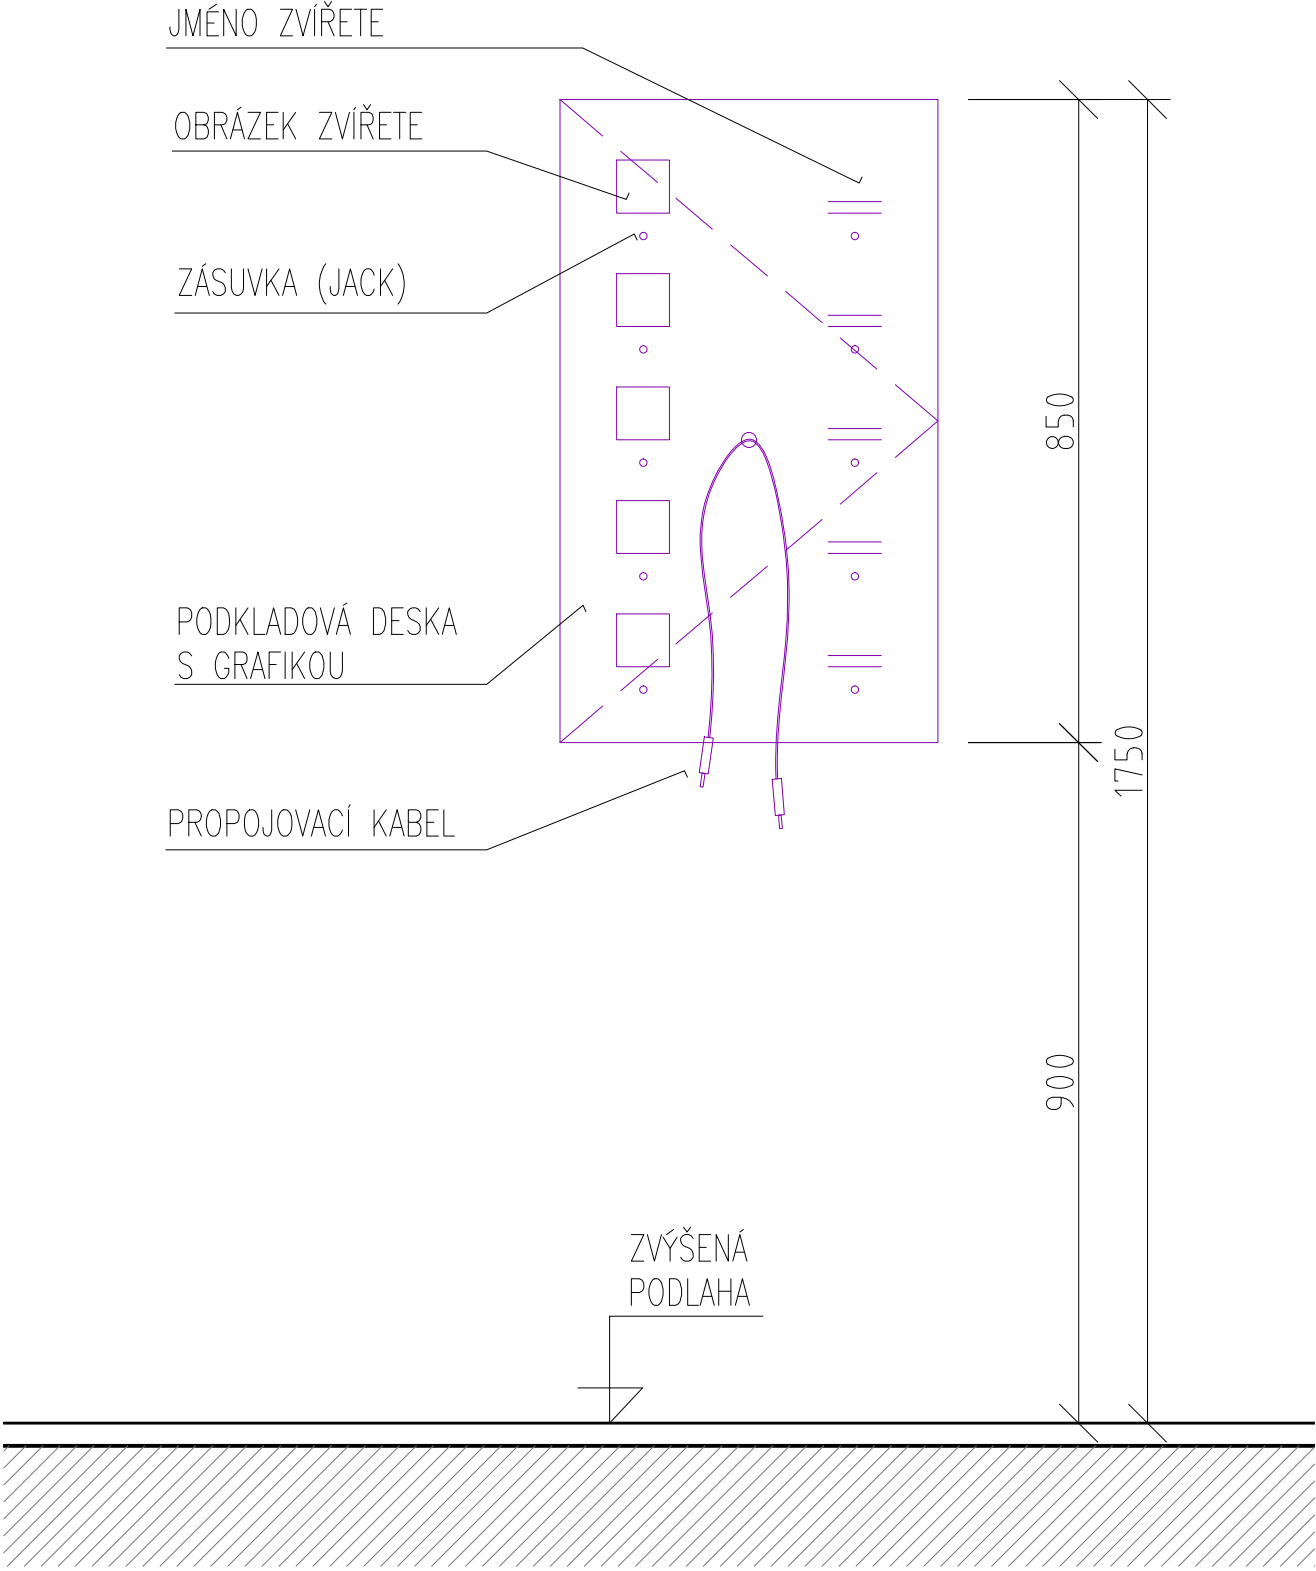 JMÉNO ZVÍŘETE
OBRÁZEK ZVÍŘETE
ZÁSUVKA (JACK)
850
PODKLADOVÁ DESKA
S GRAFIKOU
1750
PROPOJOVACÍ KABEL
900
ZVÝŠENÁ
PODLAHA